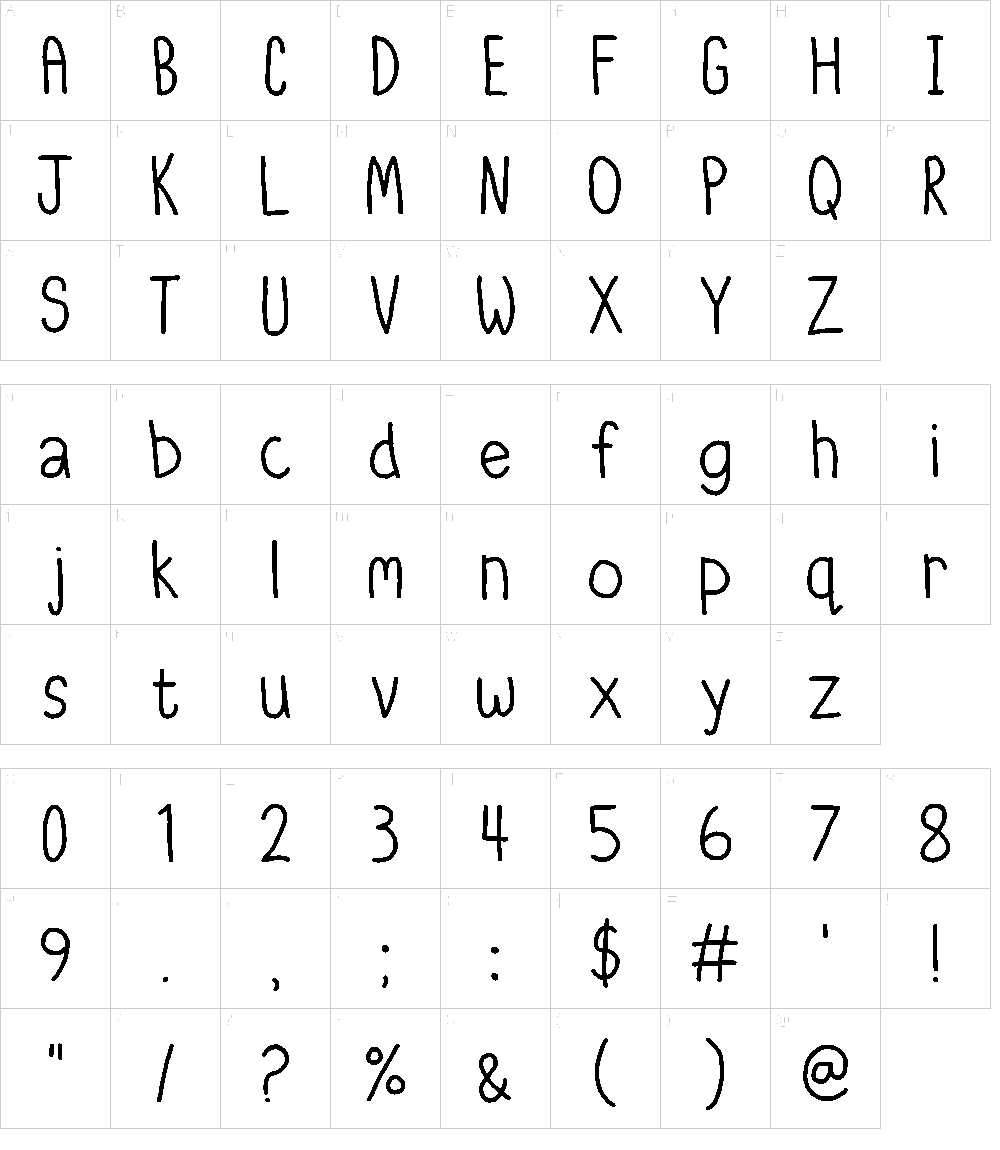 A B C D E F G H I
J K L M N O P Q R
S T U V W X Y Z
a b c d e f g h i
j k l m n o p q r
s t u v w x y z
0 1 2 3 4 5 6 7 8
9 . , ; : $ # ' !
" / ? % & ( ) @